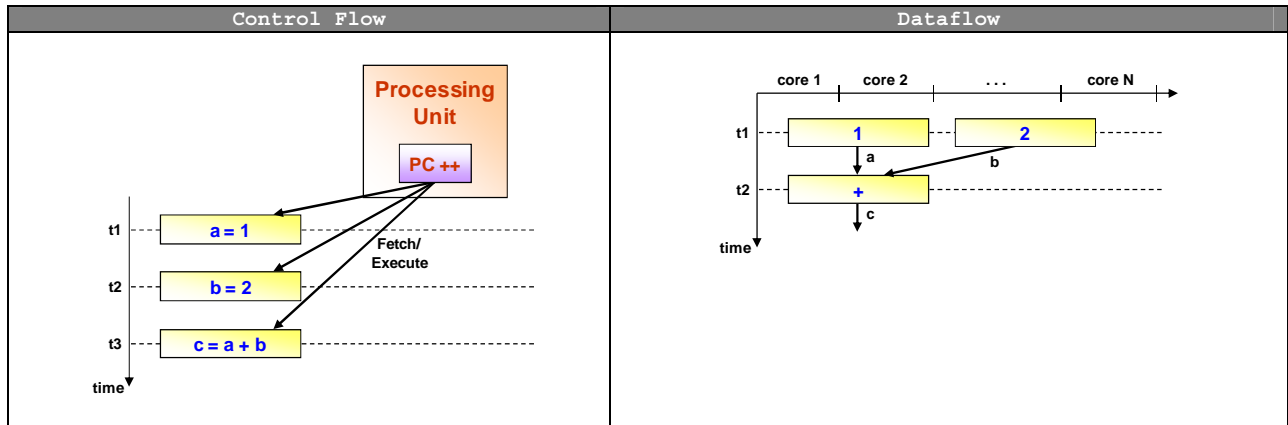 Control Flow
Dataflow
Processing
Unit
PC ++
t1
a = 1
Fetch/
Execute
t2
b = 2
t3
c = a + b
time
core 1
core 2
. . .
core N
t1
1
2
a
b
t2
+
c
time